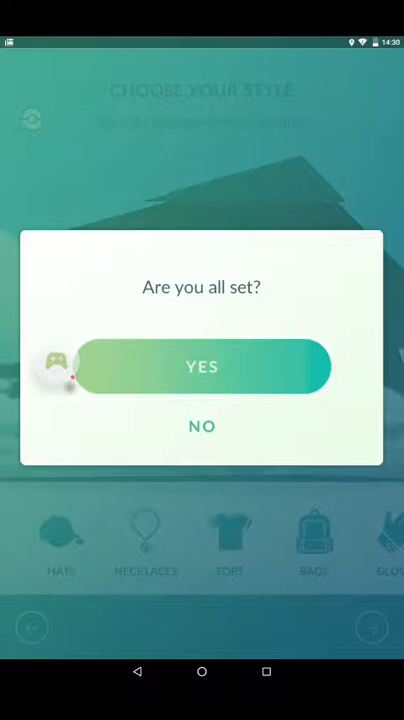 14:30
CHOOSE YOUR STYLE
Are you all set?
YES
NO
HATS
NECKLACES
TOPS
BAGS
GLOV